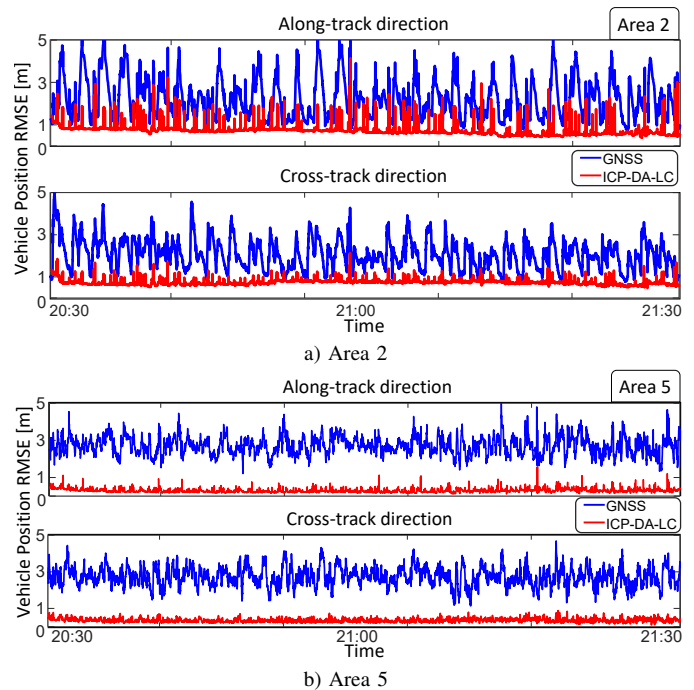 Along-track direction
Area 2
5
3
1
0
GNSS
ICP-DA-LC
Cross-track direction
5
3
1
0
Vehicle Position RMSE [m]
20:30
21:00
21:30
Time
a) Area 2
Along-track direction
Area 5
5
3
1
0
GNSS
ICP-DA-LC
Cross-track direction
5
3
1
0
Vehicle Position RMSE [m]
20:30
21:00
21:30
Time
b) Area 5